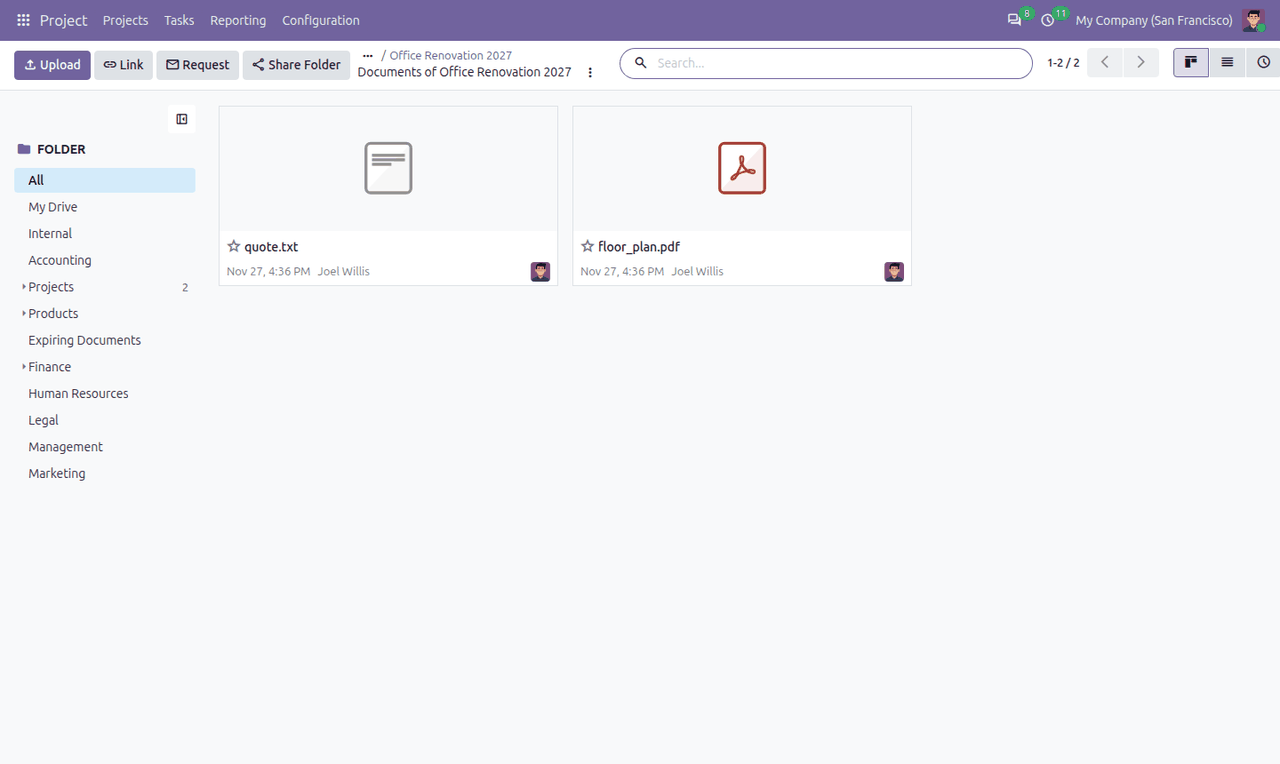 Project Projects Tasks Reporting Configuration 8 11 My Company (San Francisco)
Upload Link Request Share Folder ... / Office Renovation 2027
Documents of Office Renovation 2027
Search...
1-2 / 2
FOLDER
All
My Drive
Internal
Accounting
Projects 2
Products
Expiring Documents
Finance
Human Resources
Legal
Management
Marketing
quote.txt
Nov 27, 4:36 PM Joel Willis
floor_plan.pdf
Nov 27, 4:36 PM Joel Willis